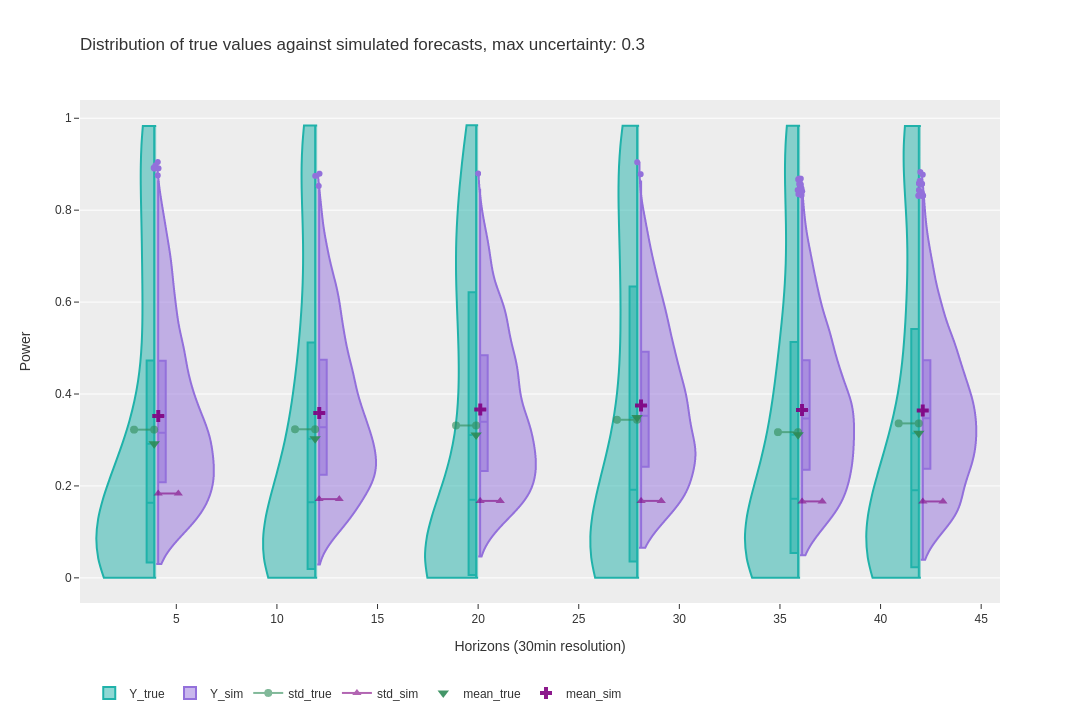 Distribution of true values against simulated forecasts, max uncertainty: 0.3
1
0.8
0.6
0.4
0.2
0
Power
5 10 15 20 25 30 35 40 45
Horizons (30min resolution)
Y_true Y_sim std_true std_sim mean_true mean_sim